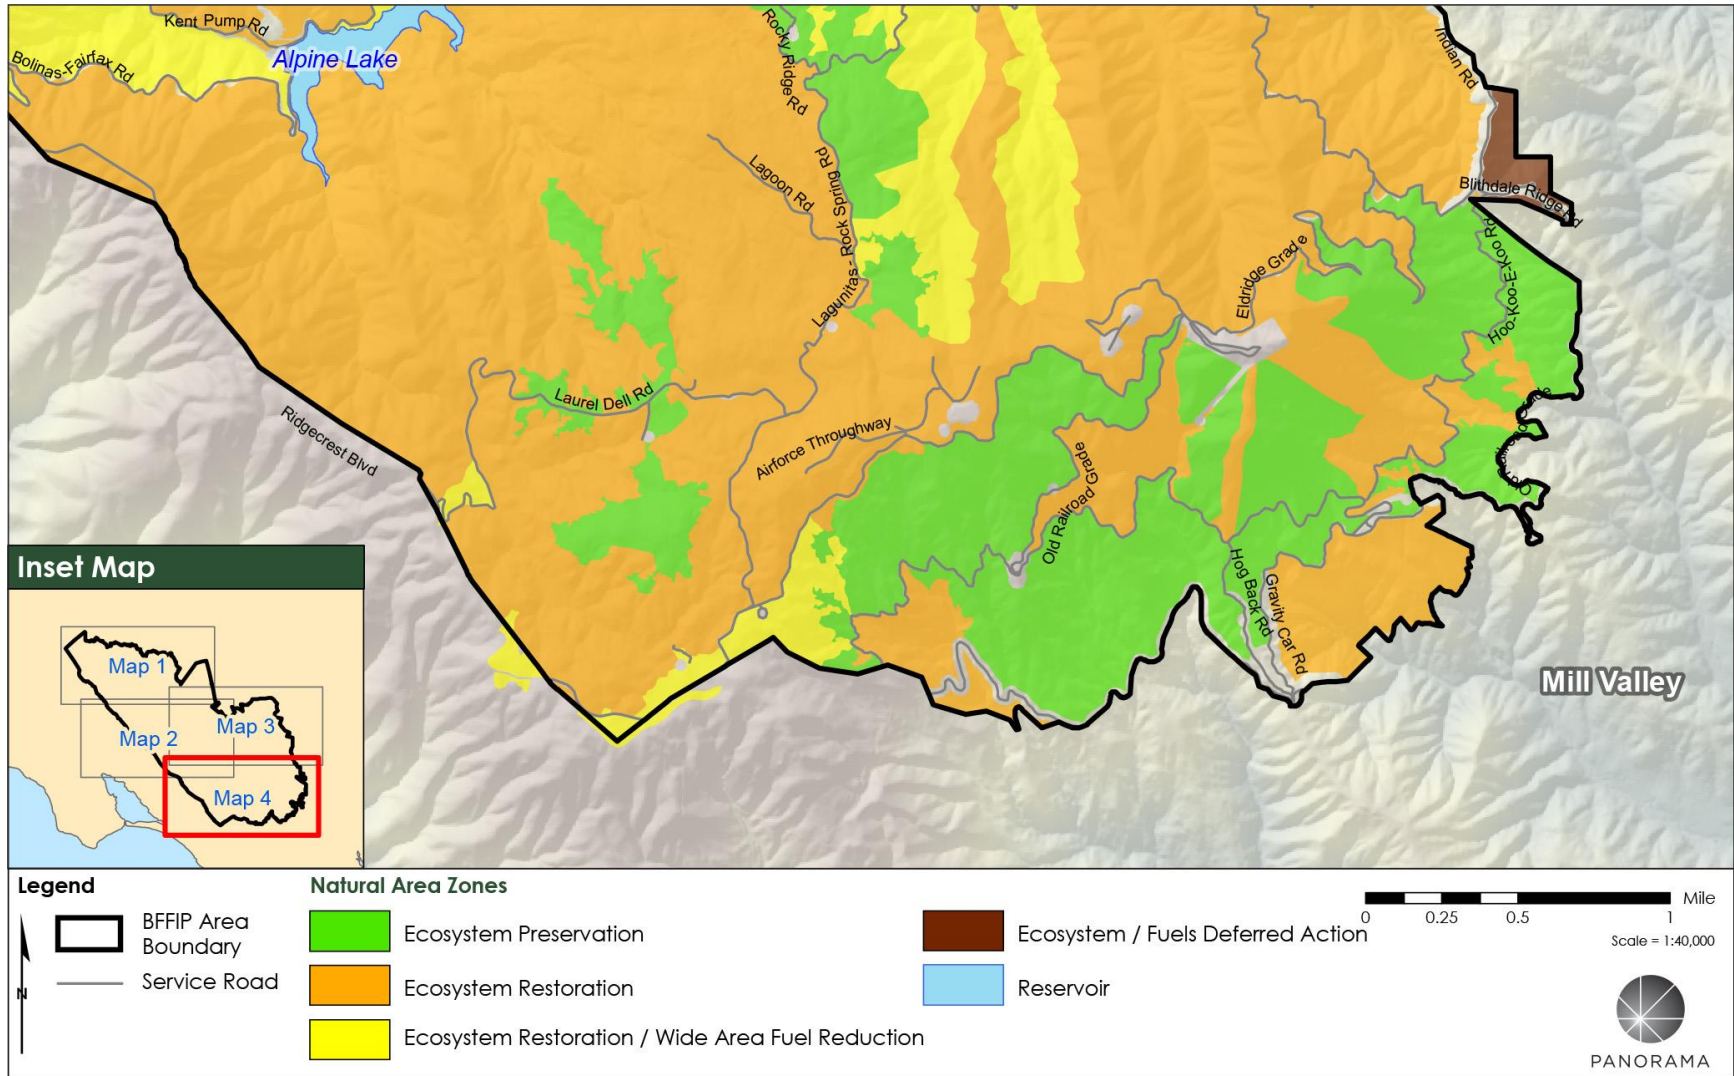 Kent Pump Rd
Bolinas-Fairfax Rd
Alpine Lake
Rocky Ridge Rd
Indian Rd
Lagoon Rd
Lagunitas - Rock Spring Rd
Blithdale Ridge Rd
Hoo-Koo-E-Koo Rd
Eldridge Grade
Laurel Dell Rd
Ridgecrest Blvd
Airforce Throughway
Old Railroad Grade
Old Railroad Grade
Hog Back Rd
Gravity Car Rd
Mill Valley
Inset Map
Map 1
Map 2
Map 3
Map 4
Legend
N
BFFIP Area
Boundary
Service Road
Natural Area Zones
Ecosystem Preservation
Ecosystem Restoration
Ecosystem Restoration / Wide Area Fuel Reduction
Ecosystem / Fuels Deferred Action
Reservoir
Mile
0 0.25 0.5 1
Scale = 1:40,000
PANORAMA